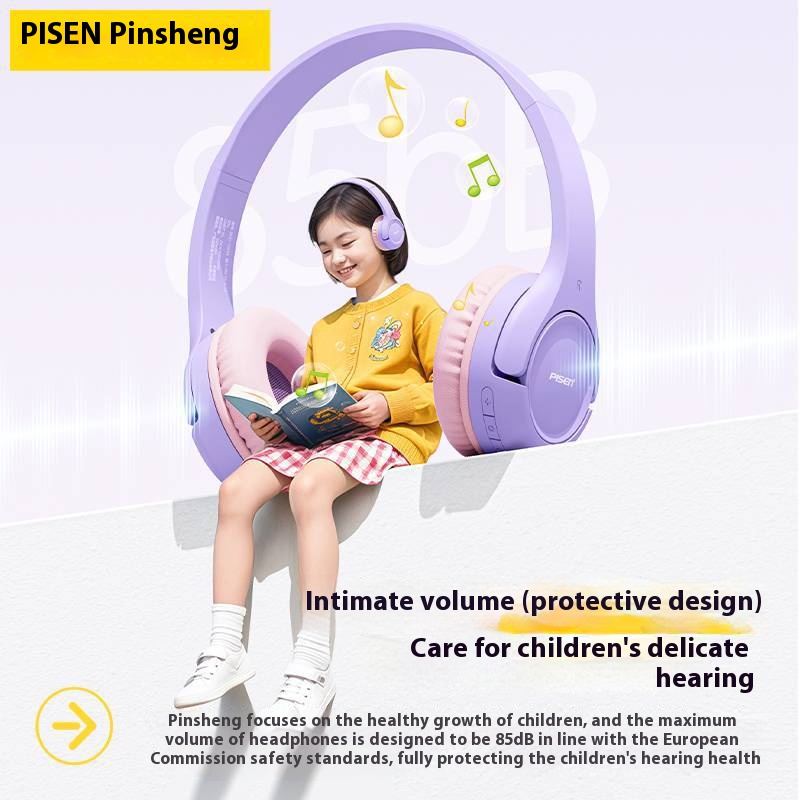 PISEN Pinsheng
85bB
PISEN
Intimate volume (protective design)
Care for children's delicate
hearing
Pinsheng focuses on the healthy growth of children, and the maximum
volume of headphones is designed to be 85dB in line with the European
Commission safety standards, fully protecting the children's hearing health